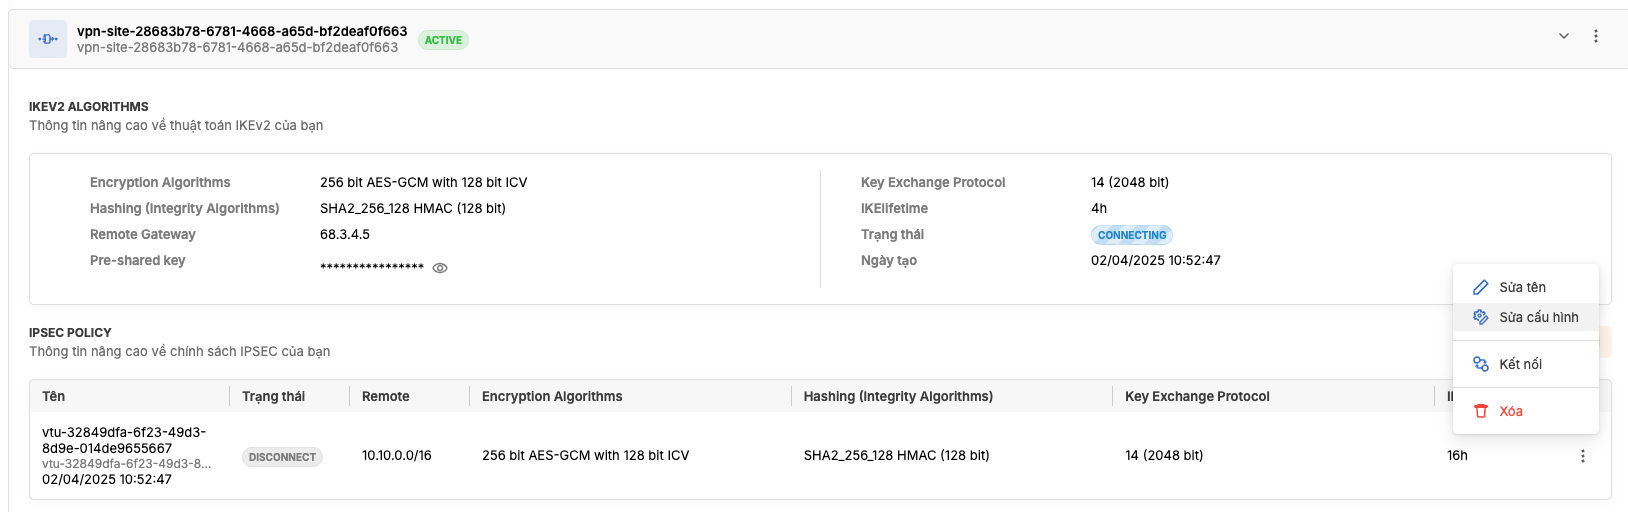 vpn-site-28683b78-6781-4668-a65d-bf2deaf0f663
vpn-site-28683b78-6781-4668-a65d-bf2deaf0f663
ACTIVE
IKEV2 ALGORITHMS
Thông tin nâng cao về thuật toán IKEv2 của bạn
Encryption Algorithms 256 bit AES-GCM with 128 bit ICV
Hashing (Integrity Algorithms) SHA2_256_128 HMAC (128 bit)
Remote Gateway 68.3.4.5
Pre-shared key ****************
Key Exchange Protocol 14 (2048 bit)
IKElifetime 4h
Trạng thái CONNECTING
Ngày tạo 02/04/2025 10:52:47
Sửa tên
Sửa cấu hình
Kết nối
Xóa
IPSEC POLICY
Thông tin nâng cao về chính sách IPSEC của bạn
Tên Trạng thái Remote Encryption Algorithms Hashing (Integrity Algorithms) Key Exchange Protocol
vtu-32849dfa-6f23-49d3-
8d9e-014de9655667
vtu-32849dfa-6f23-49d3-8...
02/04/2025 10:52:47
DISCONNECT 10.10.0.0/16 256 bit AES-GCM with 128 bit ICV SHA2_256_128 HMAC (128 bit) 14 (2048 bit) 16h